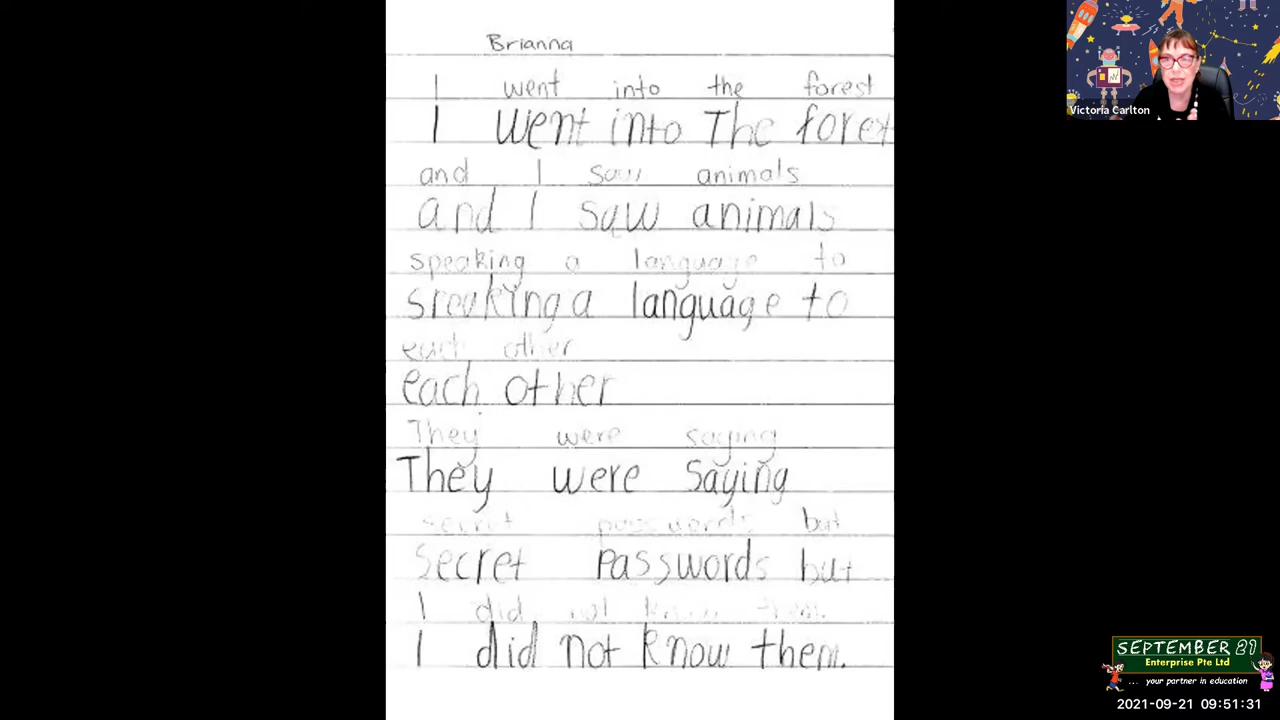 Brianna
I went into the forest
I went into The forest
and I saw animals
and I saw animals
speaking a language to
sreaking a language to
each other
each other
They were saying
They were Saying
secret passwords but
secret Passwords but
I did not know them.
I did not know them.
Victoria Carlton
SEPTEMBER 21
Enterprise Pte Ltd
... your partner in education
2021-09-21 09:51:31